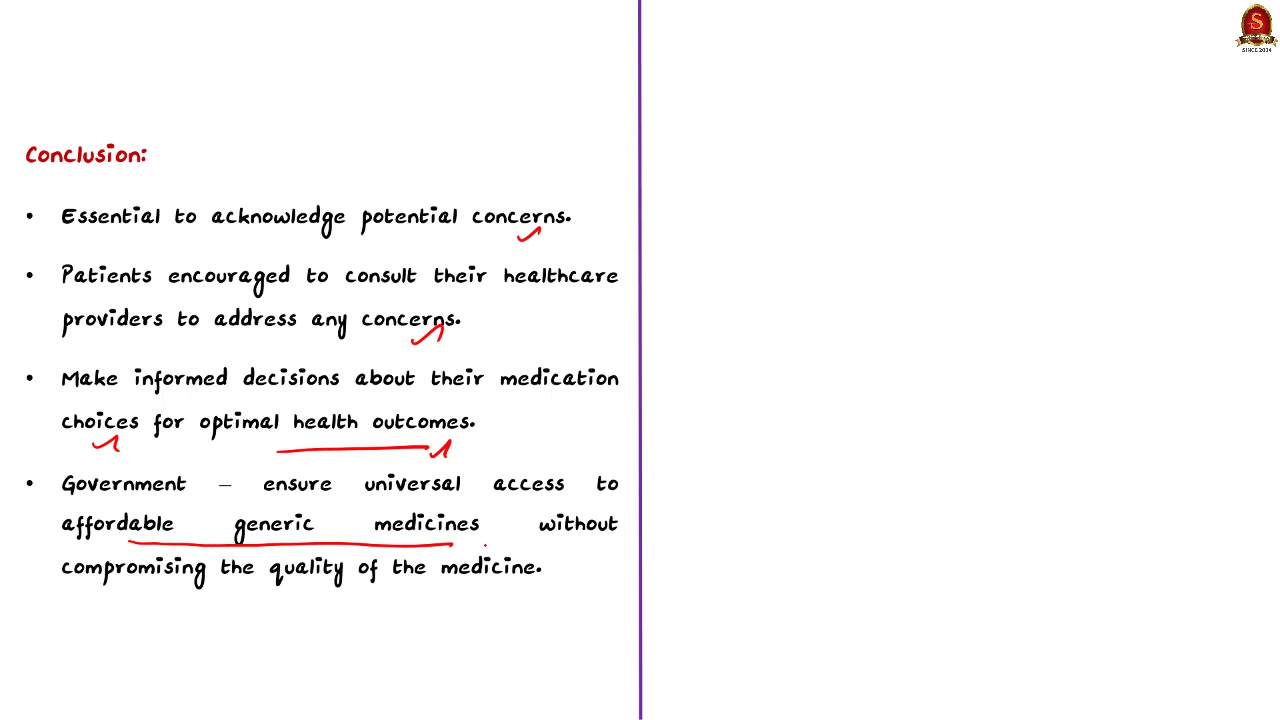 Conclusion:
• Essential to acknowledge potential concerns.
• Patients encouraged to consult their healthcare
providers to address any concerns.
• Make informed decisions about their medication
choices for optimal health outcomes.
• Government – ensure universal access to
affordable generic medicines without
compromising the quality of the medicine.
S
SINCE 2004